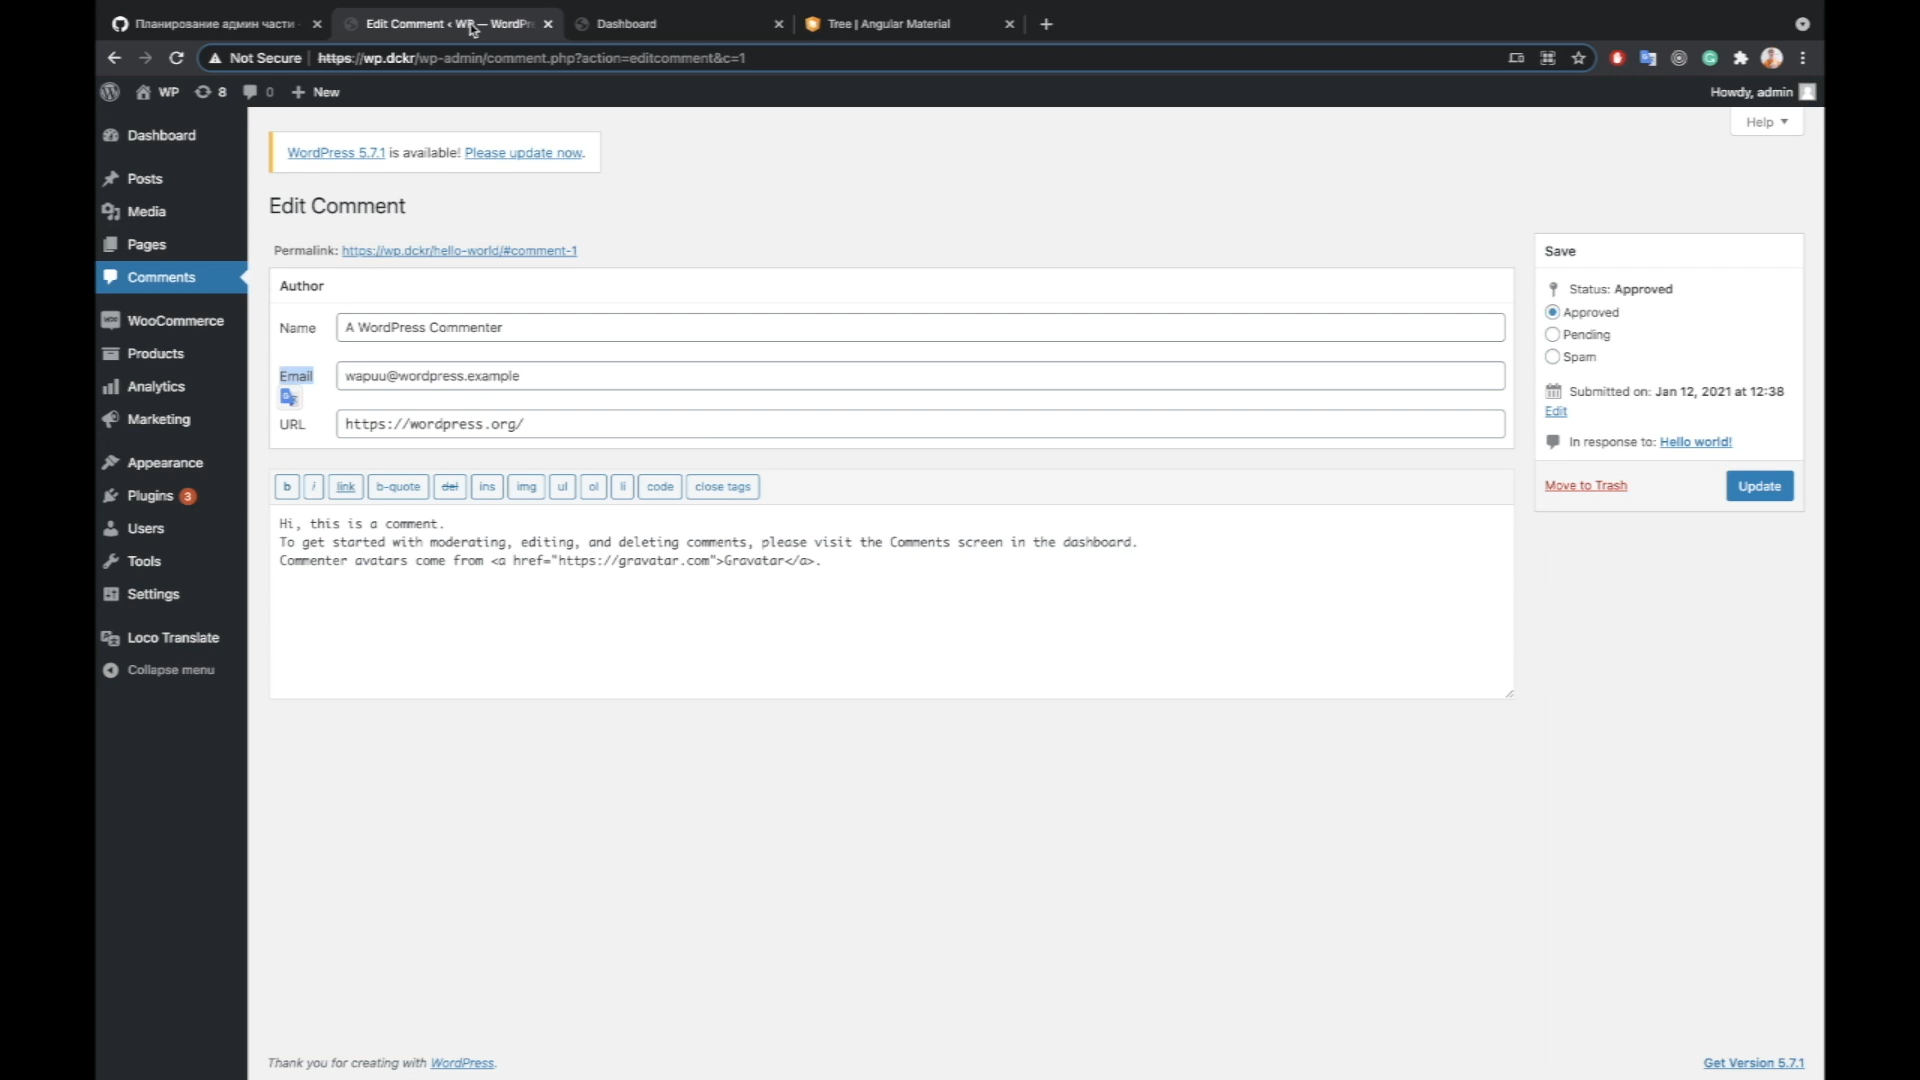 Планирование админ части
Edit Comment ‹ WP — WordPr
Dashboard
Tree | Angular Material
Not Secure
https://wp.dckr/wp-admin/comment.php?action=editcomment&c=1
WP
8
0
New
Howdy, admin
Help
Dashboard
Posts
Media
Pages
Comments
WooCommerce
Products
Analytics
Marketing
Appearance
Plugins 3
Users
Tools
Settings
Loco Translate
Collapse menu
WordPress 5.7.1 is available! Please update now.
Edit Comment
Permalink: https://wp.dckr/hello-world/#comment-1
Author
Name
A WordPress Commenter
Email
wapuu@wordpress.example
URL
https://wordpress.org/
b
i
link
b-quote
del
ins
img
ul
ol
li
code
close tags
Hi, this is a comment.
To get started with moderating, editing, and deleting comments, please visit the Comments screen in the dashboard.
Commenter avatars come from <a href="https://gravatar.com">Gravatar</a>.
Save
Status: Approved
Approved
Pending
Spam
Submitted on: Jan 12, 2021 at 12:38
Edit
In response to: Hello world!
Move to Trash
Update
Thank you for creating with WordPress.
Get Version 5.7.1